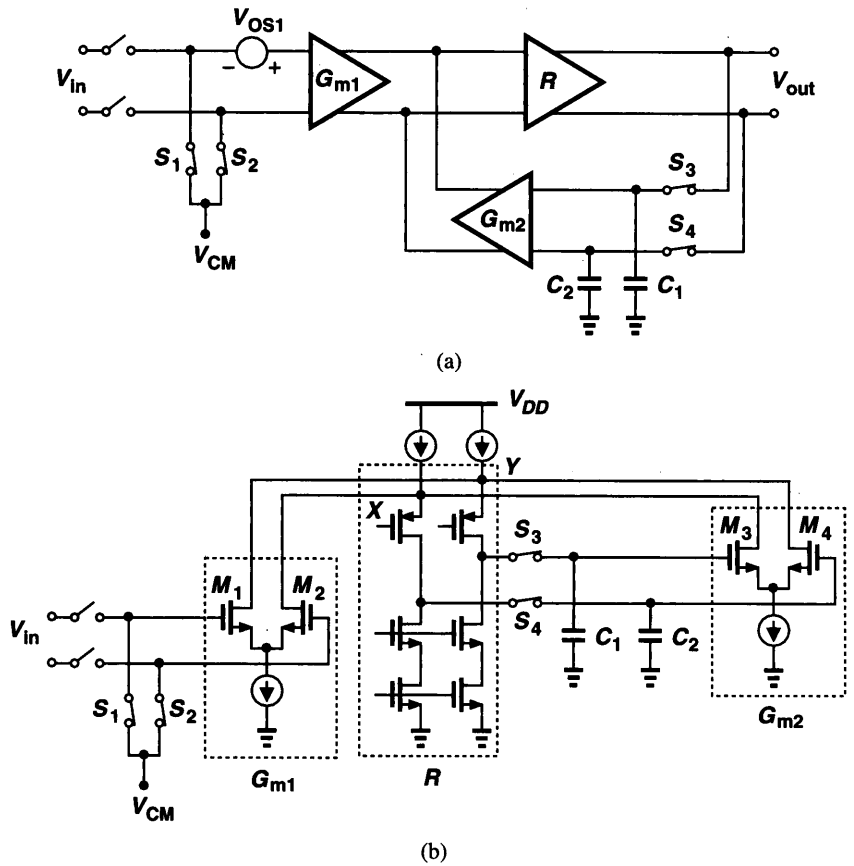 V_OS1
V_in
G_m1
R
V_out
S_1
S_2
V_CM
S_3
G_m2
S_4
C_2
C_1
(a)
V_DD
Y
X
M_3
M_4
S_3
M_1
M_2
V_in
S_4
C_1
C_2
S_1
S_2
G_m2
G_m1
R
V_CM
(b)